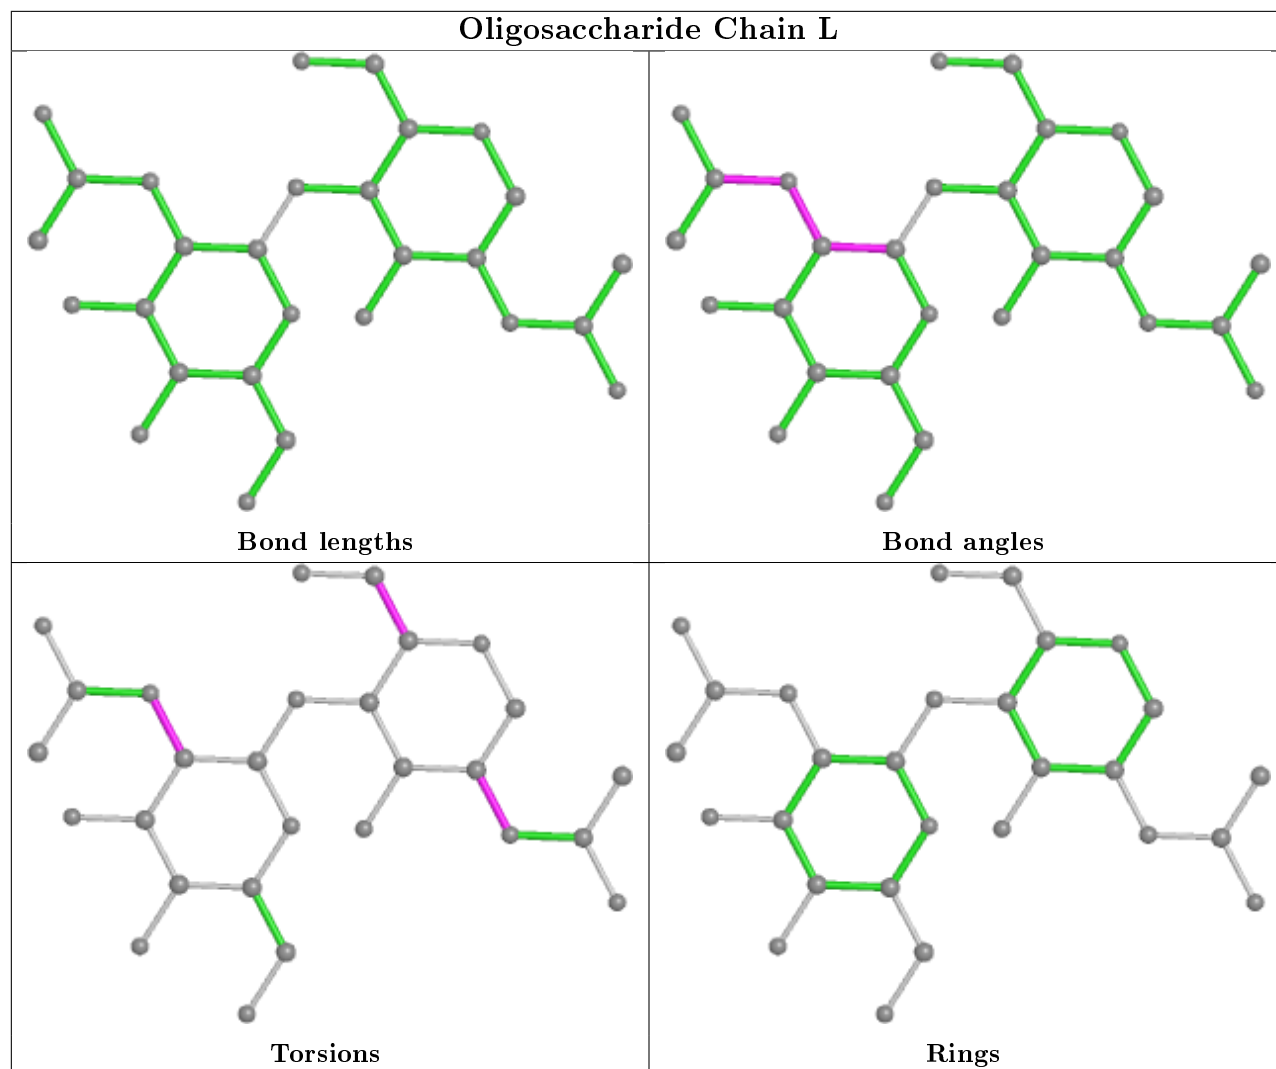 Oligosaccharide Chain L
Bond lengths
Bond angles
Torsions
Rings